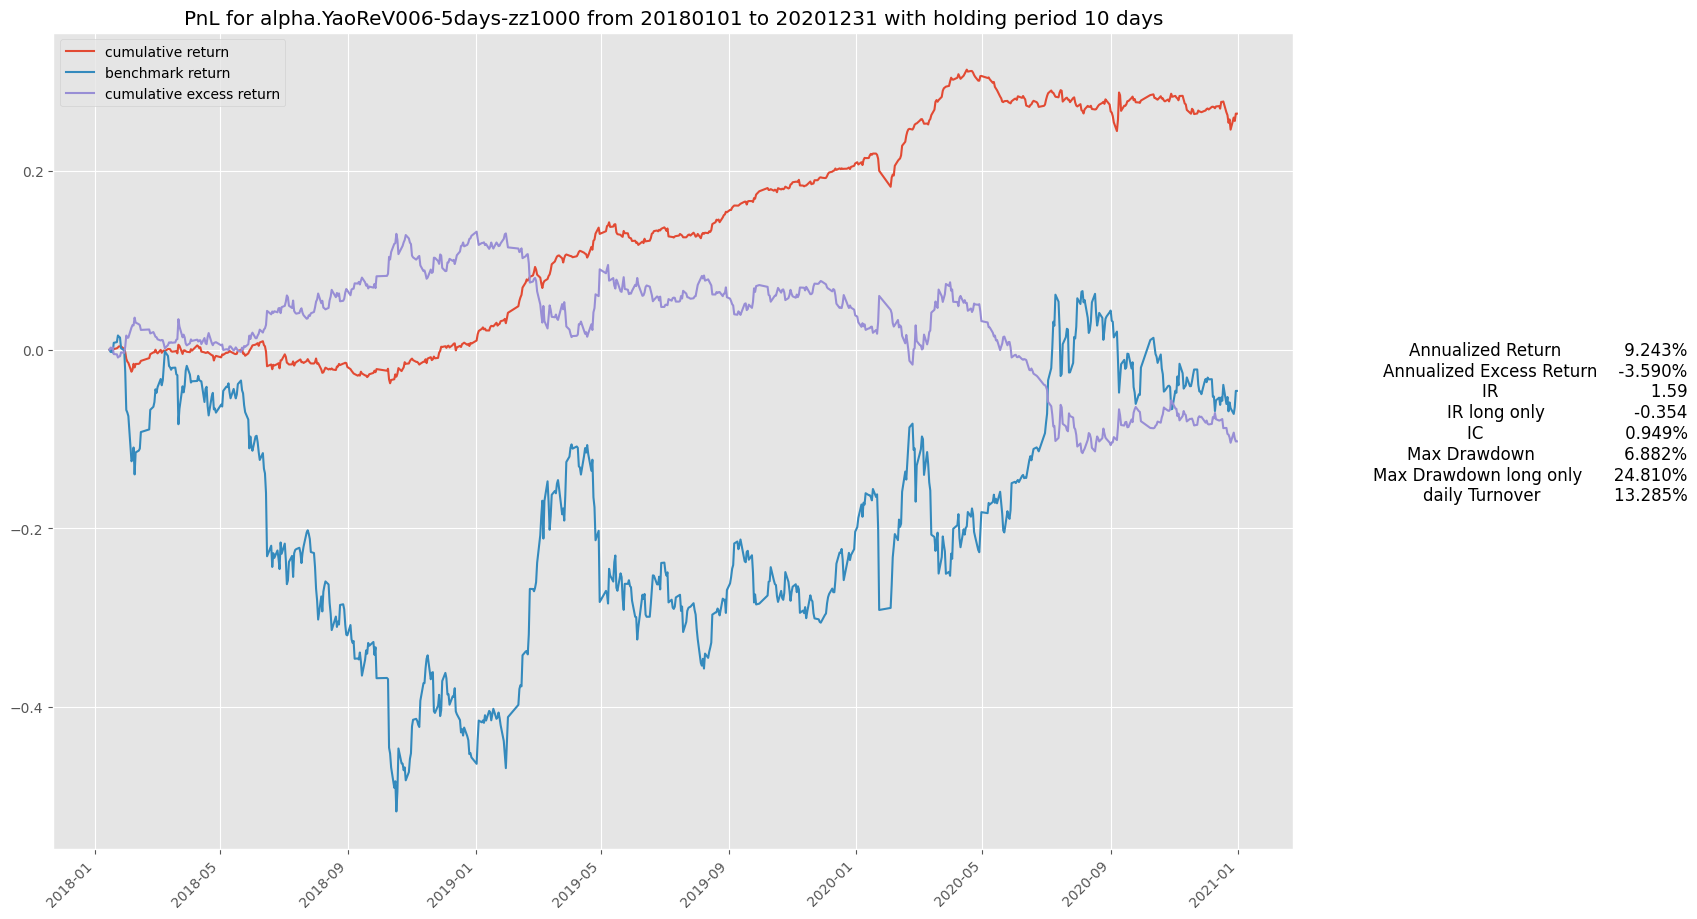 PnL for alpha.YaoReV006-5days-zz1000 from 20180101 to 20201231 with holding period 10 days
cumulative return
benchmark return
cumulative excess return
0.2
0.0
−0.2
−0.4
2018-01
2018-05
2018-09
2019-01
2019-05
2019-09
2020-01
2020-05
2020-09
2021-01
Annualized Return 9.243%
Annualized Excess Return -3.590%
IR 1.59
IR long only -0.354
IC 0.949%
Max Drawdown 6.882%
Max Drawdown long only 24.810%
daily Turnover 13.285%